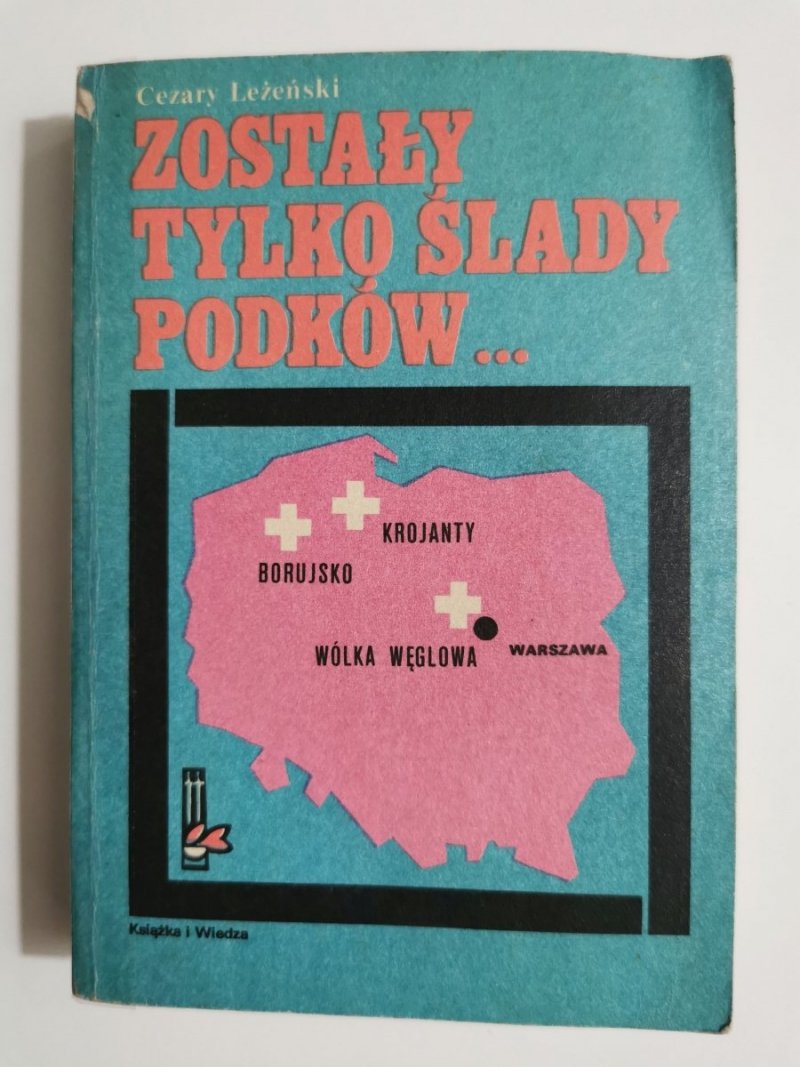 Cezary Leżeński
ZOSTAŁY
TYLKO ŚLADY
PODKÓW...
KROJANTY
BORUJSKO
WÓLKA WĘGLOWA
WARSZAWA
Książka i Wiedza